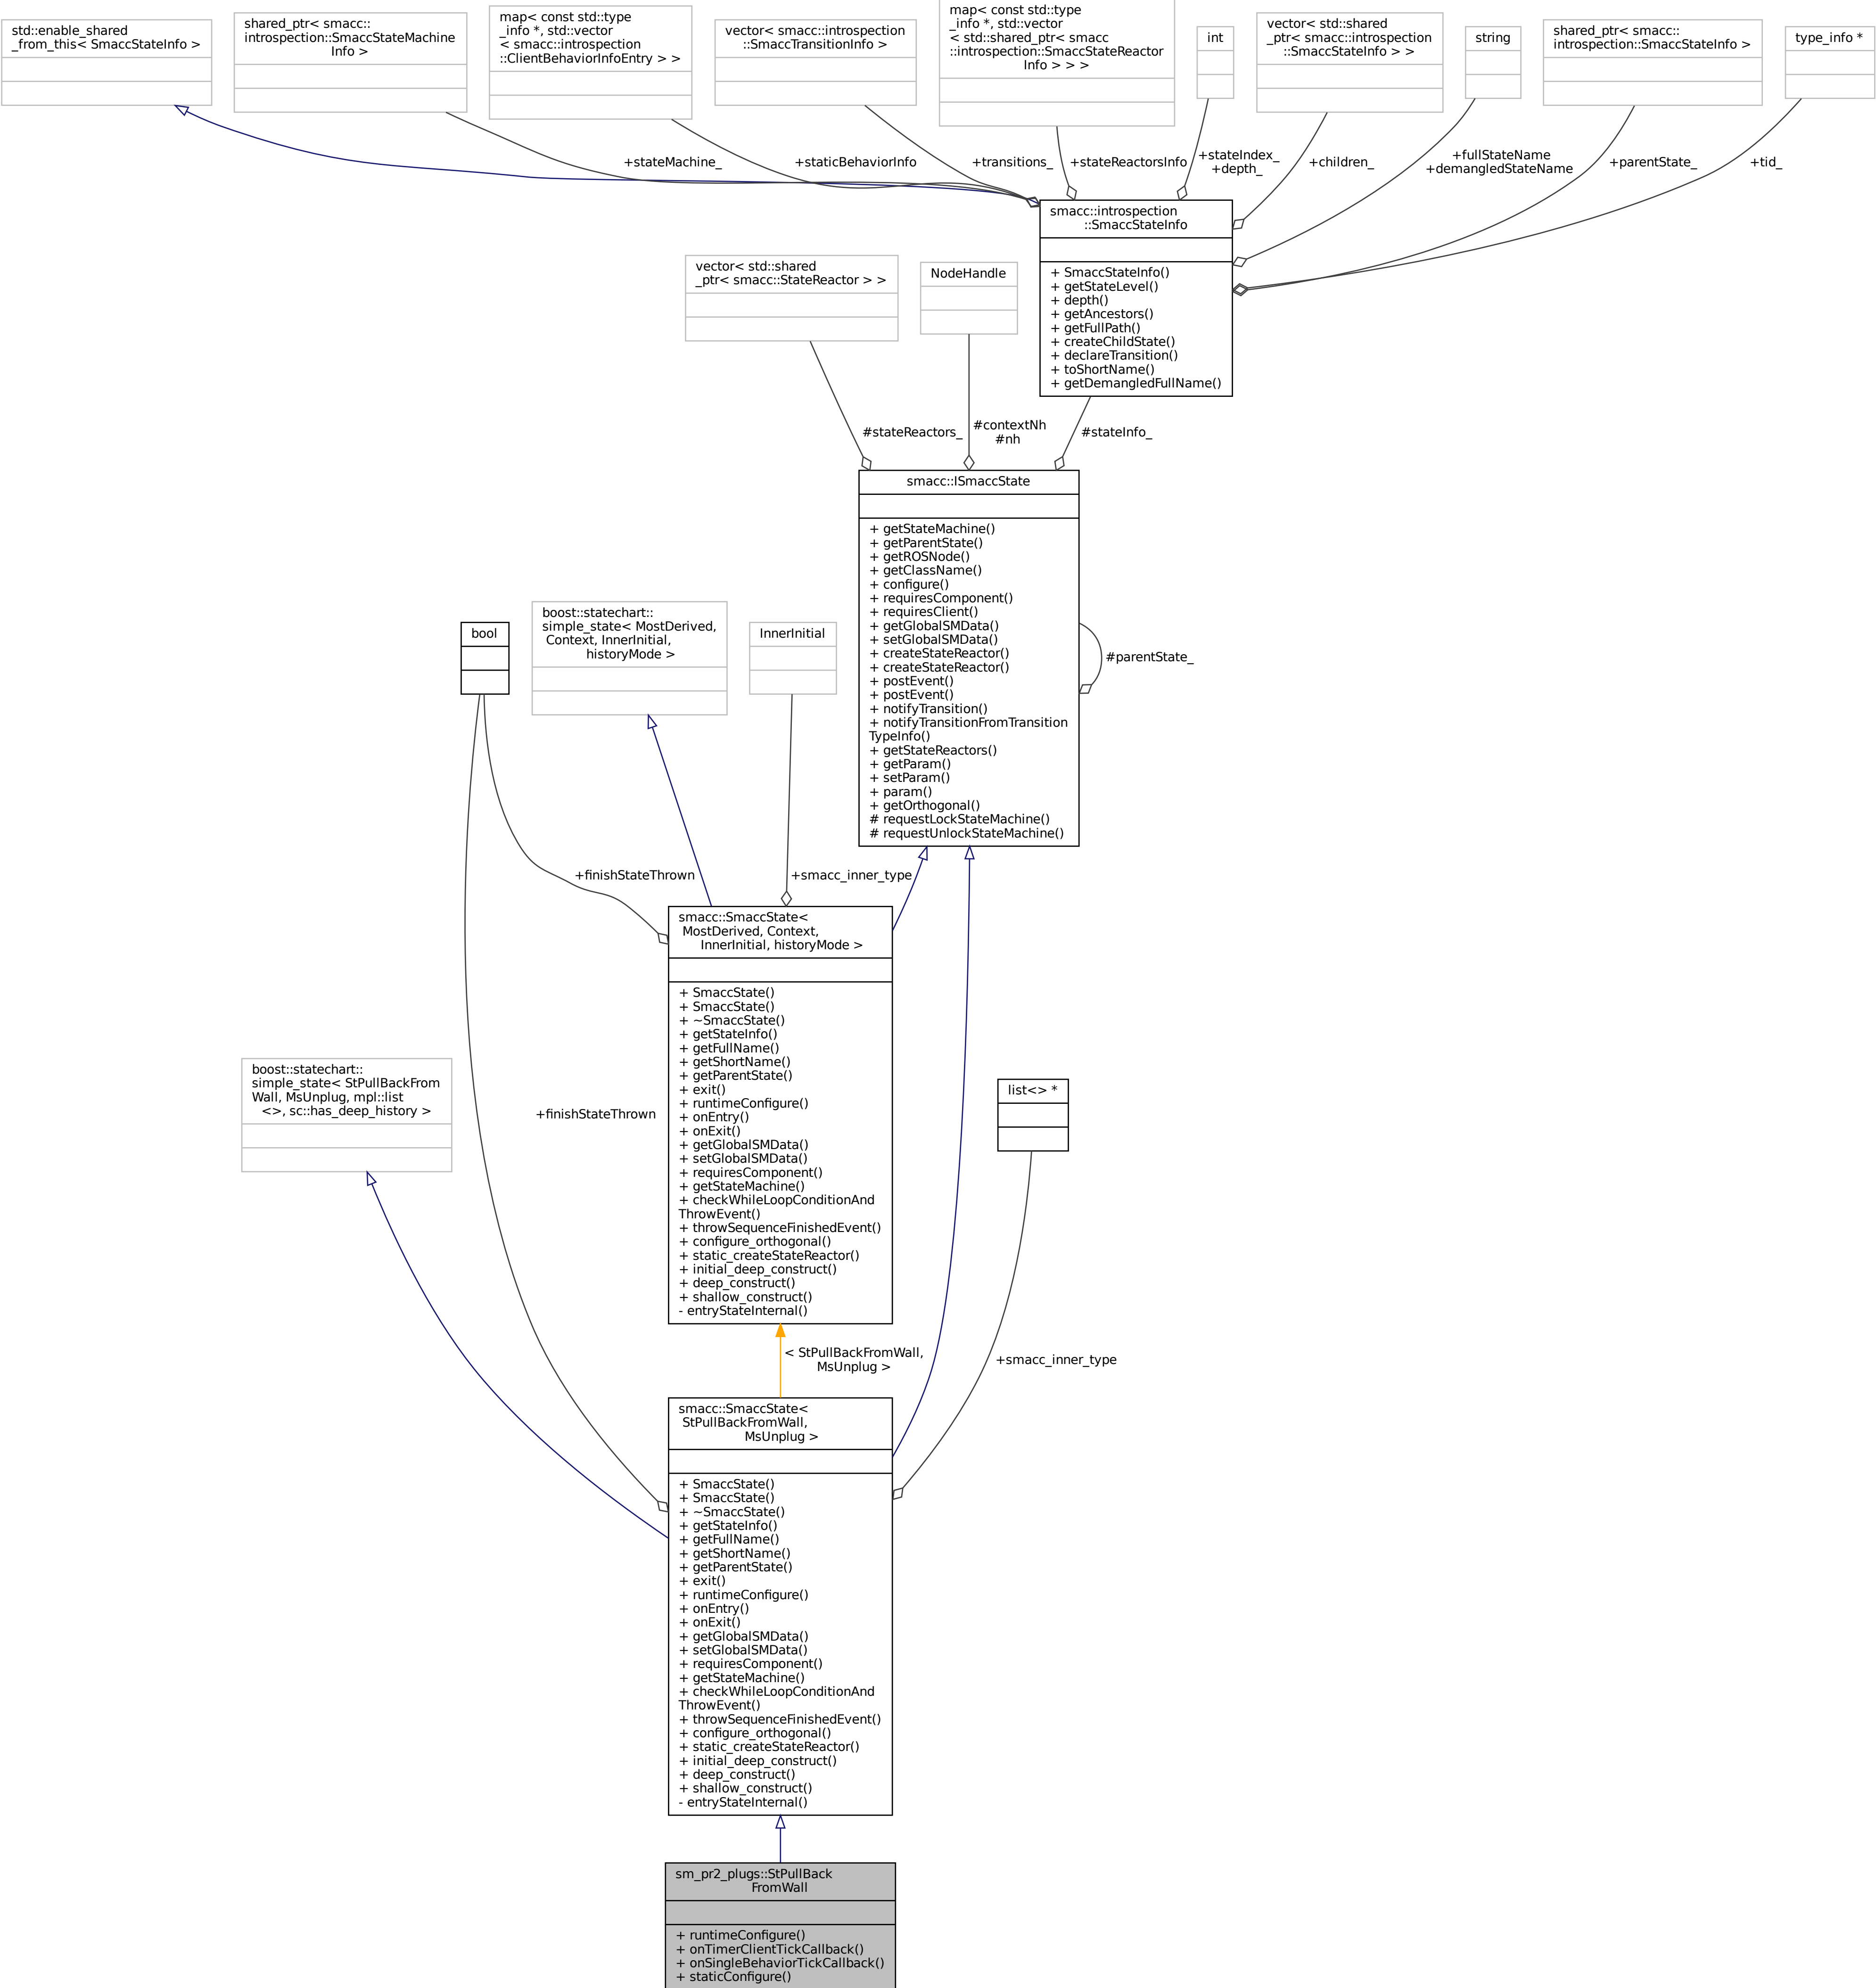 std::enable_shared
_from_this< SmaccStateInfo >
shared_ptr< smacc::
introspection::SmaccStateMachine
Info >
map< const std::type
_info *, std::vector
< smacc::introspection
::ClientBehaviorInfoEntry > >
vector< smacc::introspection
::SmaccTransitionInfo >
map< const std::type
_info *, std::vector
< std::shared_ptr< smacc
::introspection::SmaccStateReactor
Info > > >
int
vector< std::shared
_ptr< smacc::introspection
::SmaccStateInfo > >
string
shared_ptr< smacc::
introspection::SmaccStateInfo >
type_info *
+stateMachine_
+staticBehaviorInfo
+transitions_
+stateReactorsInfo
+stateIndex_
+depth_
+children_
+fullStateName
+demangledStateName
+parentState_
+tid_
smacc::introspection
::SmaccStateInfo
+ SmaccStateInfo()
+ getStateLevel()
+ depth()
+ getAncestors()
+ getFullPath()
+ createChildState()
+ declareTransition()
+ toShortName()
+ getDemangledFullName()
vector< std::shared
_ptr< smacc::StateReactor > >
NodeHandle
#stateReactors_
#contextNh
#nh
#stateInfo_
smacc::ISmaccState
+ getStateMachine()
+ getParentState()
+ getROSNode()
+ getClassName()
+ configure()
+ requiresComponent()
+ requiresClient()
+ getGlobalSMData()
+ setGlobalSMData()
+ createStateReactor()
+ createStateReactor()
+ postEvent()
+ postEvent()
+ notifyTransition()
+ notifyTransitionFromTransition
TypeInfo()
+ getStateReactors()
+ getParam()
+ setParam()
+ param()
+ getOrthogonal()
# requestLockStateMachine()
# requestUnlockStateMachine()
#parentState_
bool
boost::statechart::
simple_state< MostDerived,
Context, InnerInitial,
historyMode >
InnerInitial
+finishStateThrown
+smacc_inner_type
smacc::SmaccState<
MostDerived, Context,
InnerInitial, historyMode >
+ SmaccState()
+ SmaccState()
+ ~SmaccState()
+ getStateInfo()
+ getFullName()
+ getShortName()
+ getParentState()
+ exit()
+ runtimeConfigure()
+ onEntry()
+ onExit()
+ getGlobalSMData()
+ setGlobalSMData()
+ requiresComponent()
+ getStateMachine()
+ checkWhileLoopConditionAnd
ThrowEvent()
+ throwSequenceFinishedEvent()
+ configure_orthogonal()
+ static_createStateReactor()
+ initial_deep_construct()
+ deep_construct()
+ shallow_construct()
- entryStateInternal()
boost::statechart::
simple_state< StPullBackFrom
Wall, MsUnplug, mpl::list
<>, sc::has_deep_history >
+finishStateThrown
list<> *
< StPullBackFromWall,
MsUnplug >
+smacc_inner_type
smacc::SmaccState<
StPullBackFromWall,
MsUnplug >
+ SmaccState()
+ SmaccState()
+ ~SmaccState()
+ getStateInfo()
+ getFullName()
+ getShortName()
+ getParentState()
+ exit()
+ runtimeConfigure()
+ onEntry()
+ onExit()
+ getGlobalSMData()
+ setGlobalSMData()
+ requiresComponent()
+ getStateMachine()
+ checkWhileLoopConditionAnd
ThrowEvent()
+ throwSequenceFinishedEvent()
+ configure_orthogonal()
+ static_createStateReactor()
+ initial_deep_construct()
+ deep_construct()
+ shallow_construct()
- entryStateInternal()
sm_pr2_plugs::StPullBack
FromWall
+ runtimeConfigure()
+ onTimerClientTickCallback()
+ onSingleBehaviorTickCallback()
+ staticConfigure()